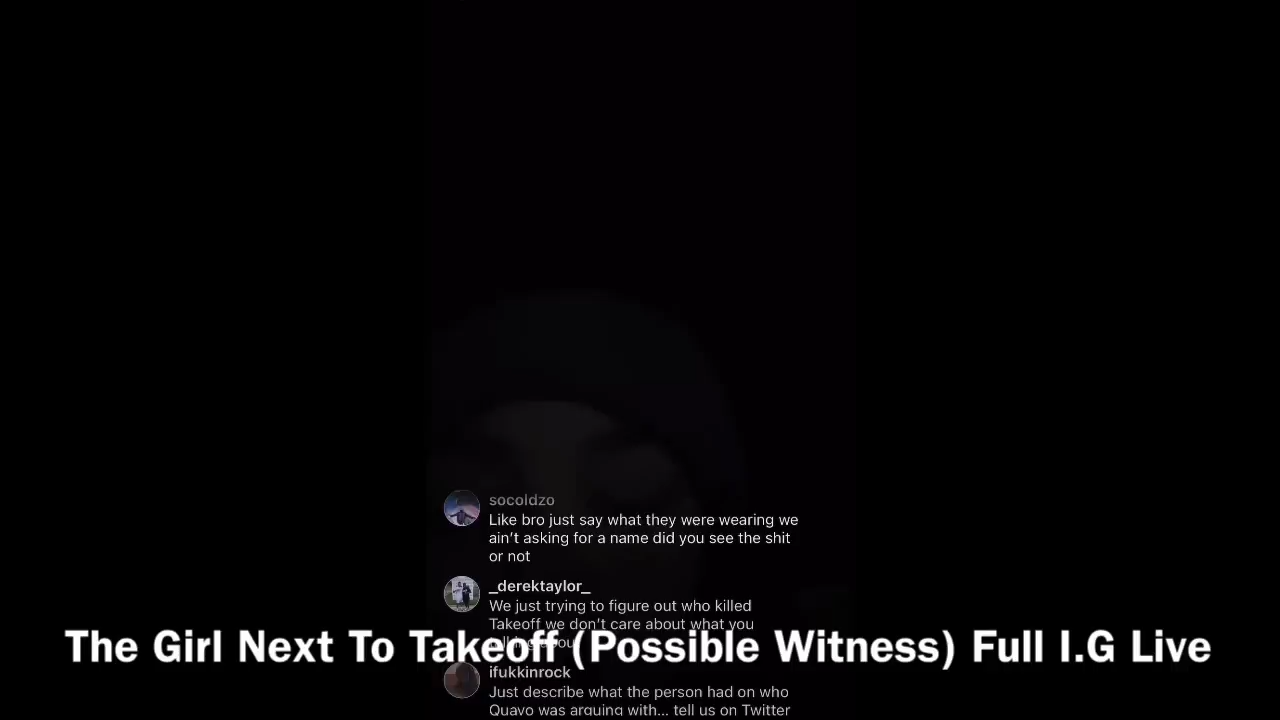 socoldzo
Like bro just say what they were wearing we
ain't asking for a name did you see the shit
or not
_derektaylor_
We just trying to figure out who killed
Takeoff we don't care about what you
The Girl Next To Takeoff (Possible Witness) Full I.G Live
ifukkinrock
Just describe what the person had on who
Quavo was arguing with... tell us on Twitter